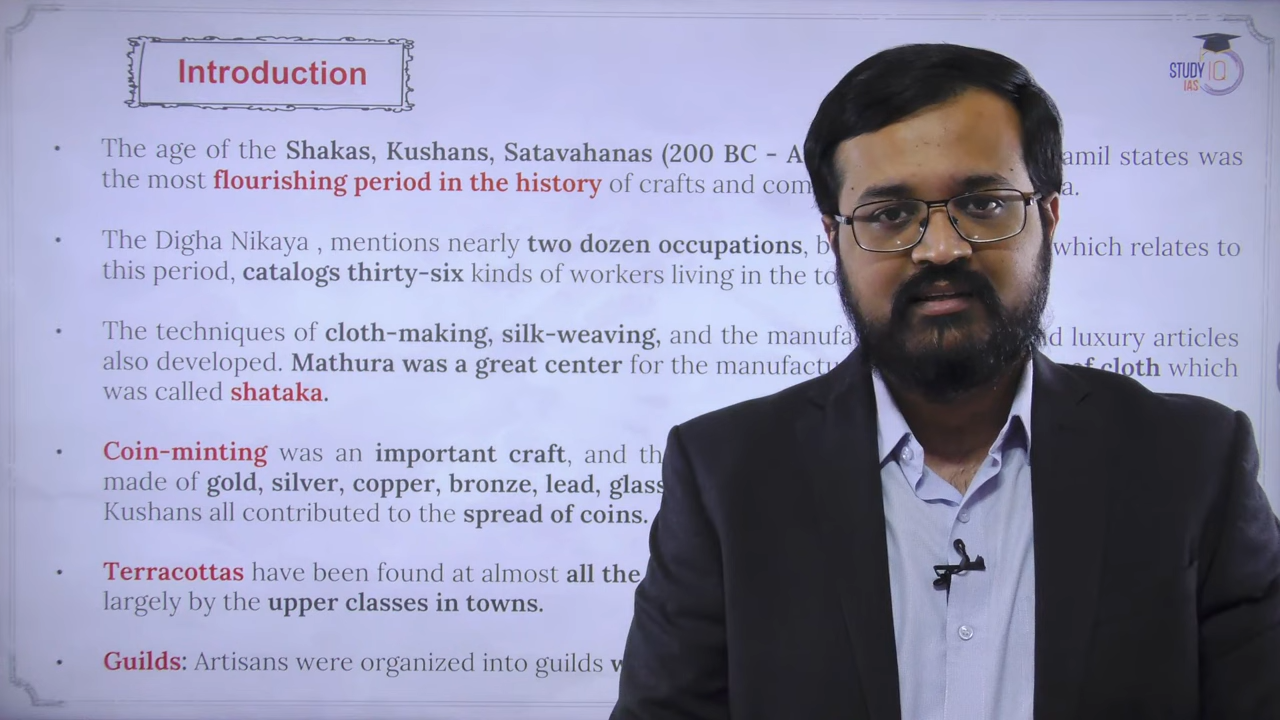 Introduction
STUDY IQ
IAS
• The age of the Shakas, Kushans, Satavahanas (200 BC - A amil states was
the most flourishing period in the history of crafts and com a.
• The Digha Nikaya , mentions nearly two dozen occupations, b which relates to
this period, catalogs thirty-six kinds of workers living in the to
• The techniques of cloth-making, silk-weaving, and the manufa d luxury articles
also developed. Mathura was a great center for the manufactu of cloth which
was called shataka.
• Coin-minting was an important craft, and th
made of gold, silver, copper, bronze, lead, glass
Kushans all contributed to the spread of coins.
• Terracottas have been found at almost all the
largely by the upper classes in towns.
• Guilds: Artisans were organized into guilds w